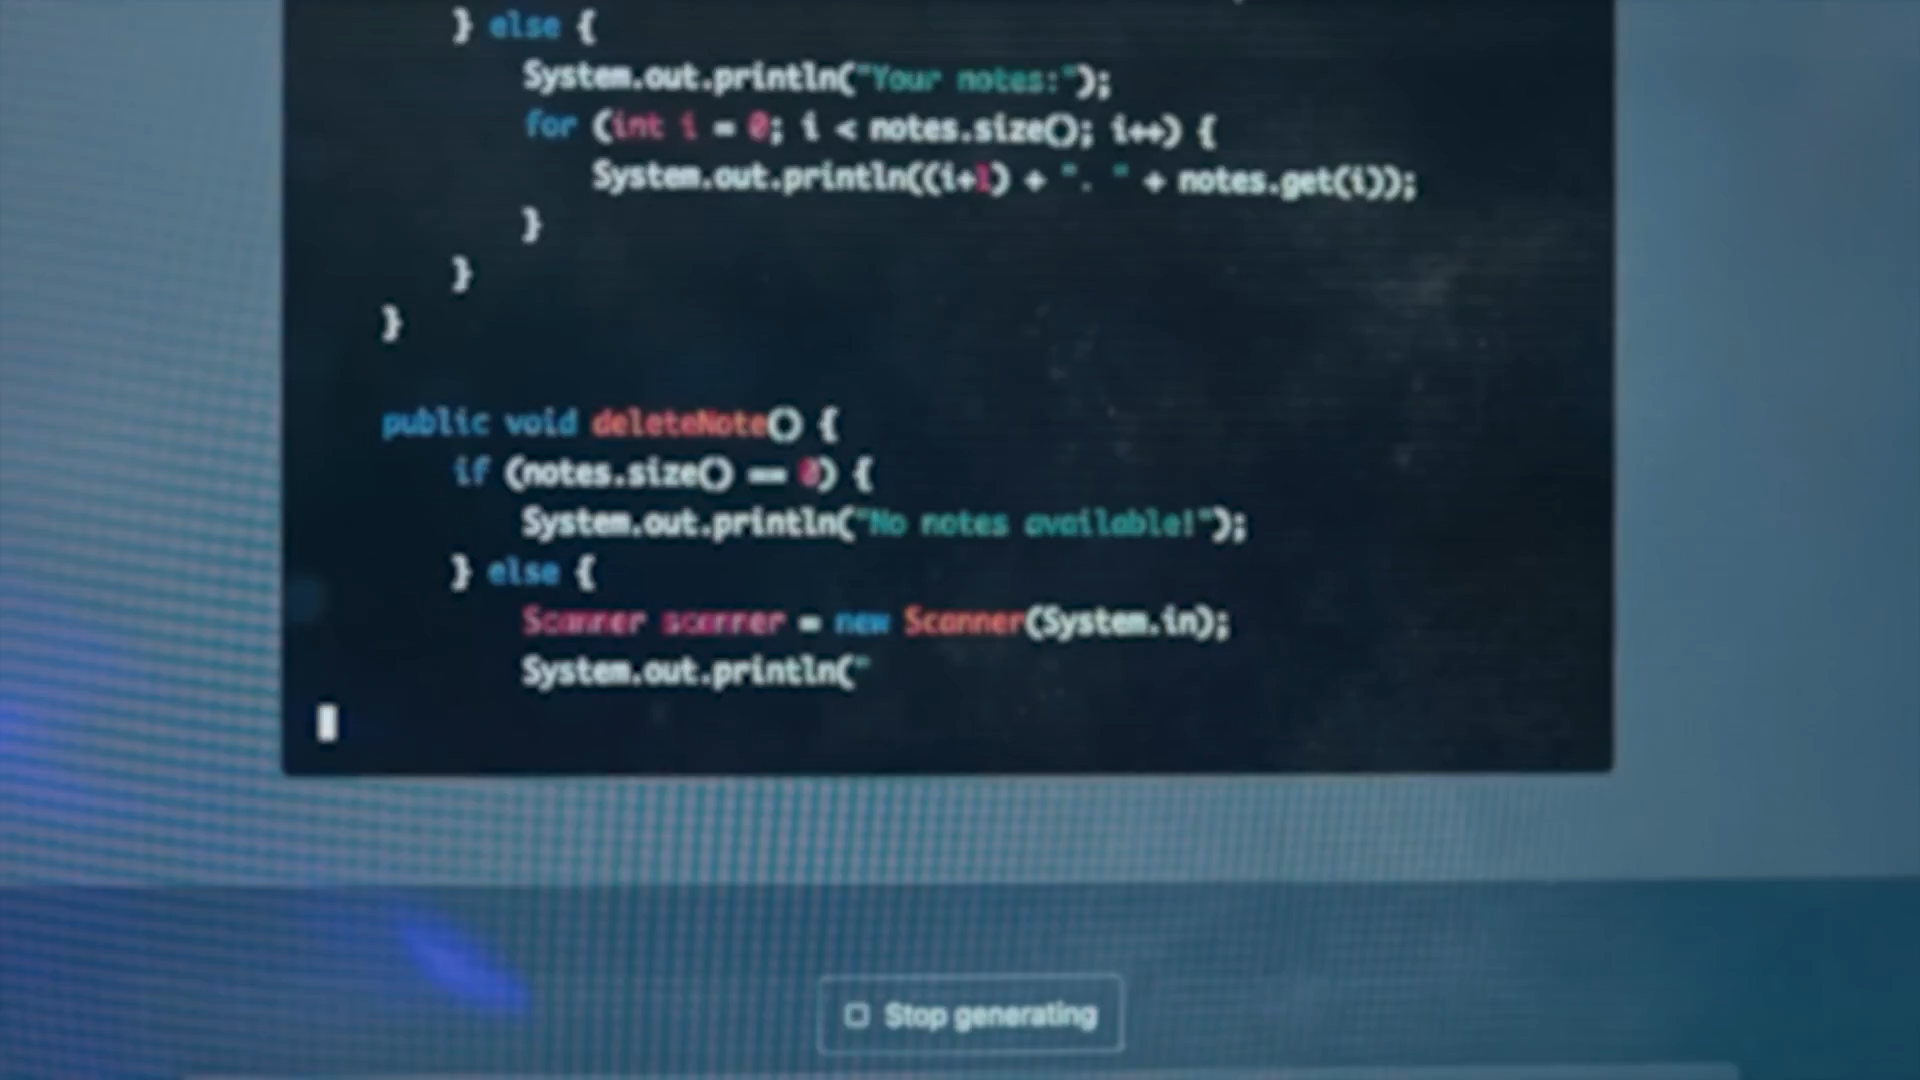 } else {
System.out.println("Your notes:");
for (int i = 0; i < notes.size(); i++) {
System.out.println((i+1) + ". " + notes.get(i));
}
}
}
public void deleteNote() {
if (notes.size() == 0) {
System.out.println("No notes available!");
} else {
Scanner scanner = new Scanner(System.in);
System.out.println("
Stop generating